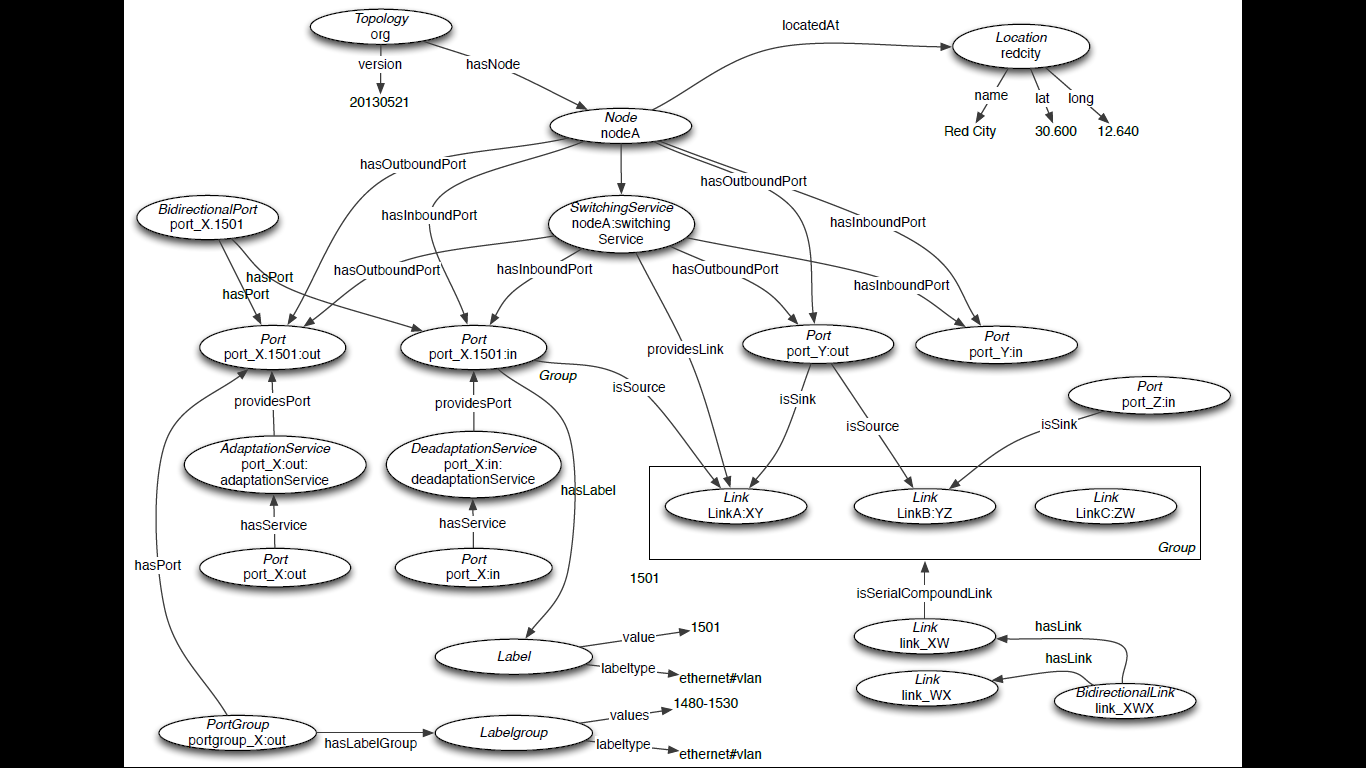 Topology
org
locatedAt
Location
redcity
version
hasNode
20130521
name
lat
long
Red City
30.600
12.640
Node
nodeA
hasOutboundPort
hasOutboundPort
BidirectionalPort
port_X.1501
hasInboundPort
SwitchingService
nodeA:switching
Service
hasInboundPort
hasPort
hasPort
hasOutboundPort
hasInboundPort
hasOutboundPort
hasInboundPort
Port
port_X.1501:out
Port
port_X.1501:in
providesLink
Port
port_Y:out
Port
port_Y:in
Group
isSource
providesPort
providesPort
isSink
isSource
Port
port_Z:in
isSink
AdaptationService
port_X:out:
adaptationService
DeadaptationService
port_X:in:
deadaptationService
hasLabel
Link
LinkA:XY
Link
LinkB:YZ
Link
LinkC:ZW
Group
hasService
hasService
hasPort
Port
port_X:out
Port
port_X:in
1501
isSerialCompoundLink
Label
value
1501
labeltype
ethernet#vlan
Link
link_XW
hasLink
hasLink
Link
link_WX
BidirectionalLink
link_XWX
PortGroup
portgroup_X:out
hasLabelGroup
Labelgroup
values
1480-1530
labeltype
ethernet#vlan